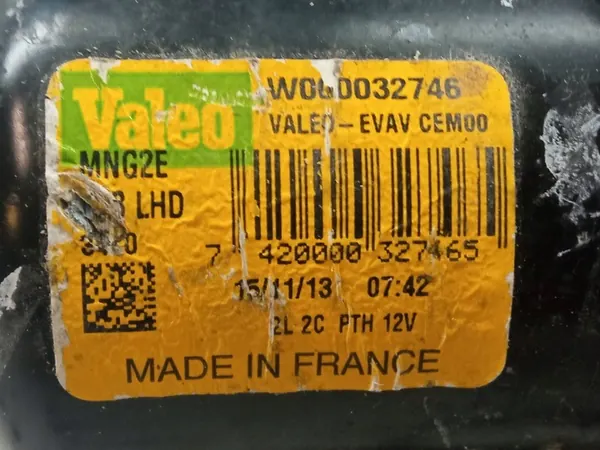 Valeo
W000032746
VALEO-EVAV CEM00
MNG2E
LHD
7 420000 327465
15/11/13 07:42
2L 2C PTH 12V
MADE IN FRANCE